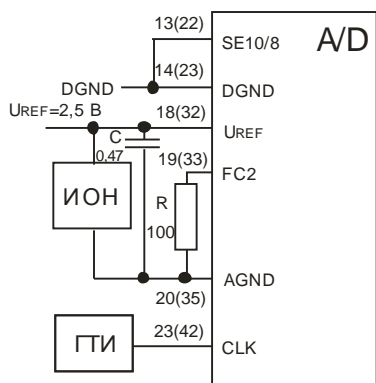 13(22)
SE10/8
A/D
14(23)
DGND
DGND
UREF=2,5 В
18(32)
UREF
C
0,47
19(33)
FC2
ИОН
R
100
AGND
20(35)
ГТИ
23(42)
CLK